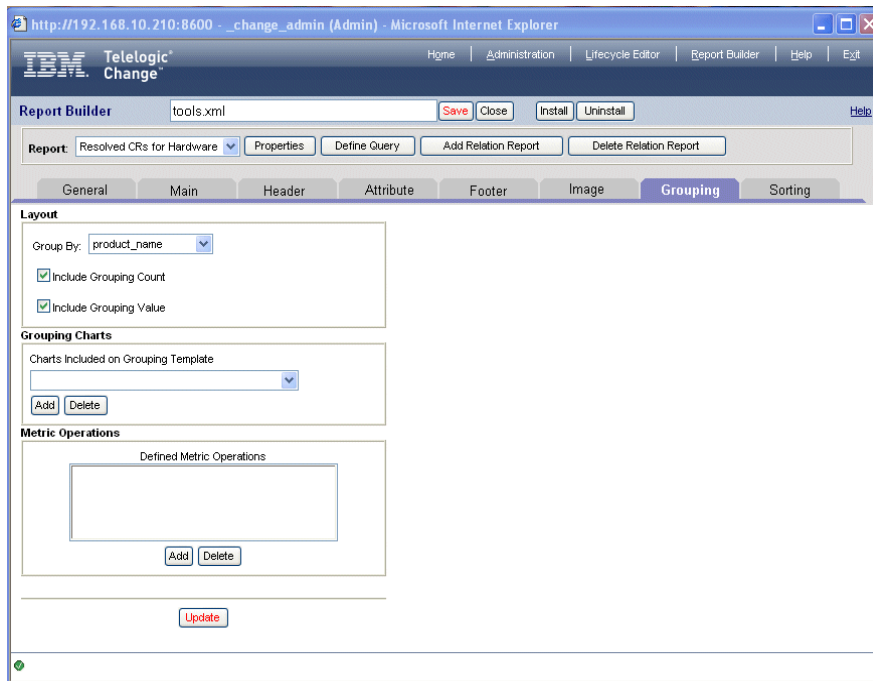 http://192.168.10.210:8600 - _change_admin (Admin) - Microsoft Internet Explorer
IBM. Telelogic® Change™
Home | Administration | Lifecycle Editor | Report Builder | Help | Exit
Report Builder tools.xml Save Close Install Uninstall Help
Report: Resolved CRs for Hardware Properties Define Query Add Relation Report Delete Relation Report
General Main Header Attribute Footer Image Grouping Sorting
Layout
Group By: product_name
Include Grouping Count
Include Grouping Value
Grouping Charts
Charts Included on Grouping Template
Add Delete
Metric Operations
Defined Metric Operations
Add Delete
Update